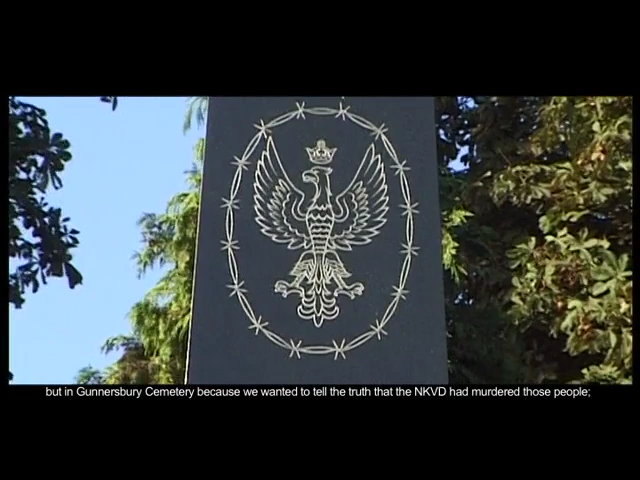 but in Gunnersbury Cemetery because we wanted to tell the truth that the NKVD had murdered those people;